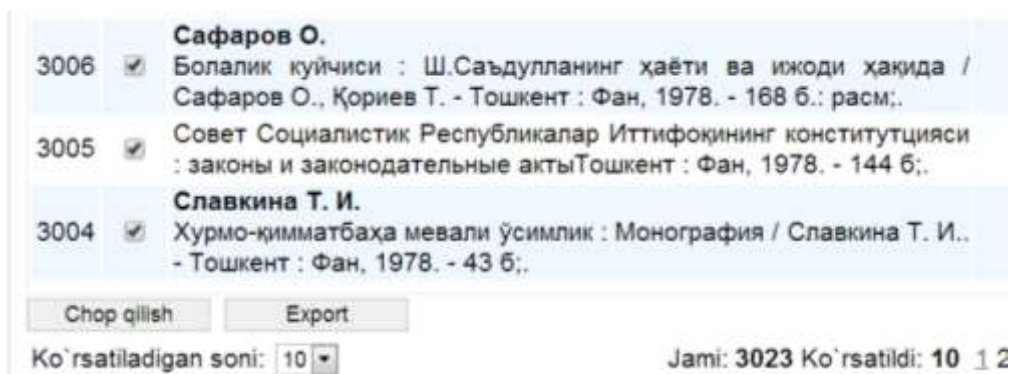 Сафаров О.
3006 Болалик куйчиси : Ш.Саъдулланинг ҳаёти ва ижоди ҳақида /
Сафаров О., Қориев Т. - Тошкент : Фан, 1978. - 168 б.: расм;.
3005 Совет Социалистик Республикалар Иттифоқининг конститутцияси
: законы и законодательные актыТошкент : Фан, 1978. - 144 б;.
Славкина Т. И.
3004 Хурмо-қимматбаҳа мевали ўсимлик : Монография / Славкина Т. И..
- Тошкент : Фан, 1978. - 43 б;.
Chop qilish Export
Ko`rsatiladigan soni: 10 Jami: 3023 Ko`rsatildi: 10 1 2